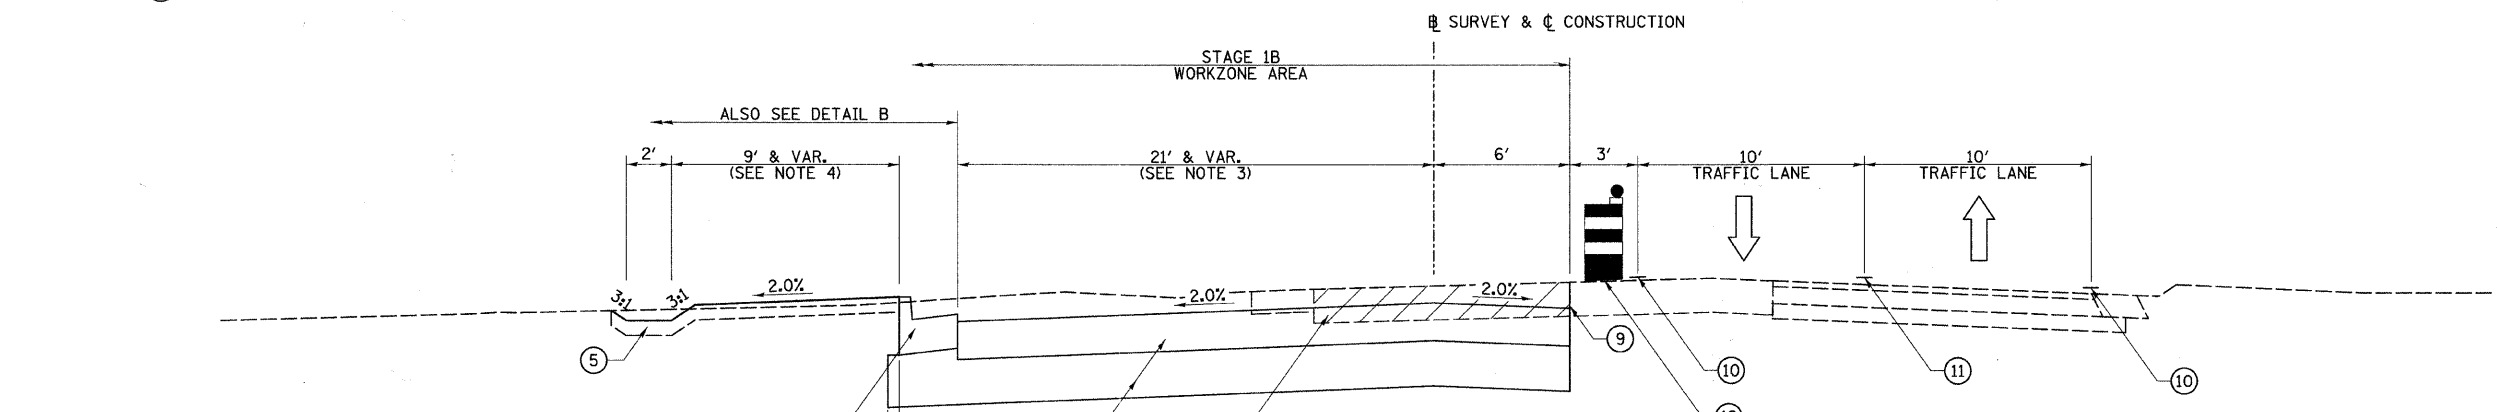 ℄ SURVEY & ℄ CONSTRUCTION
STAGE 1B
WORKZONE AREA
ALSO SEE DETAIL B
2' 9' & VAR. 21' & VAR. 6' 3' 10' 10'
(SEE NOTE 4) (SEE NOTE 3) TRAFFIC LANE TRAFFIC LANE
3:1 3:1 2.0% 2.0% 2.0%
5 9 10 11 10